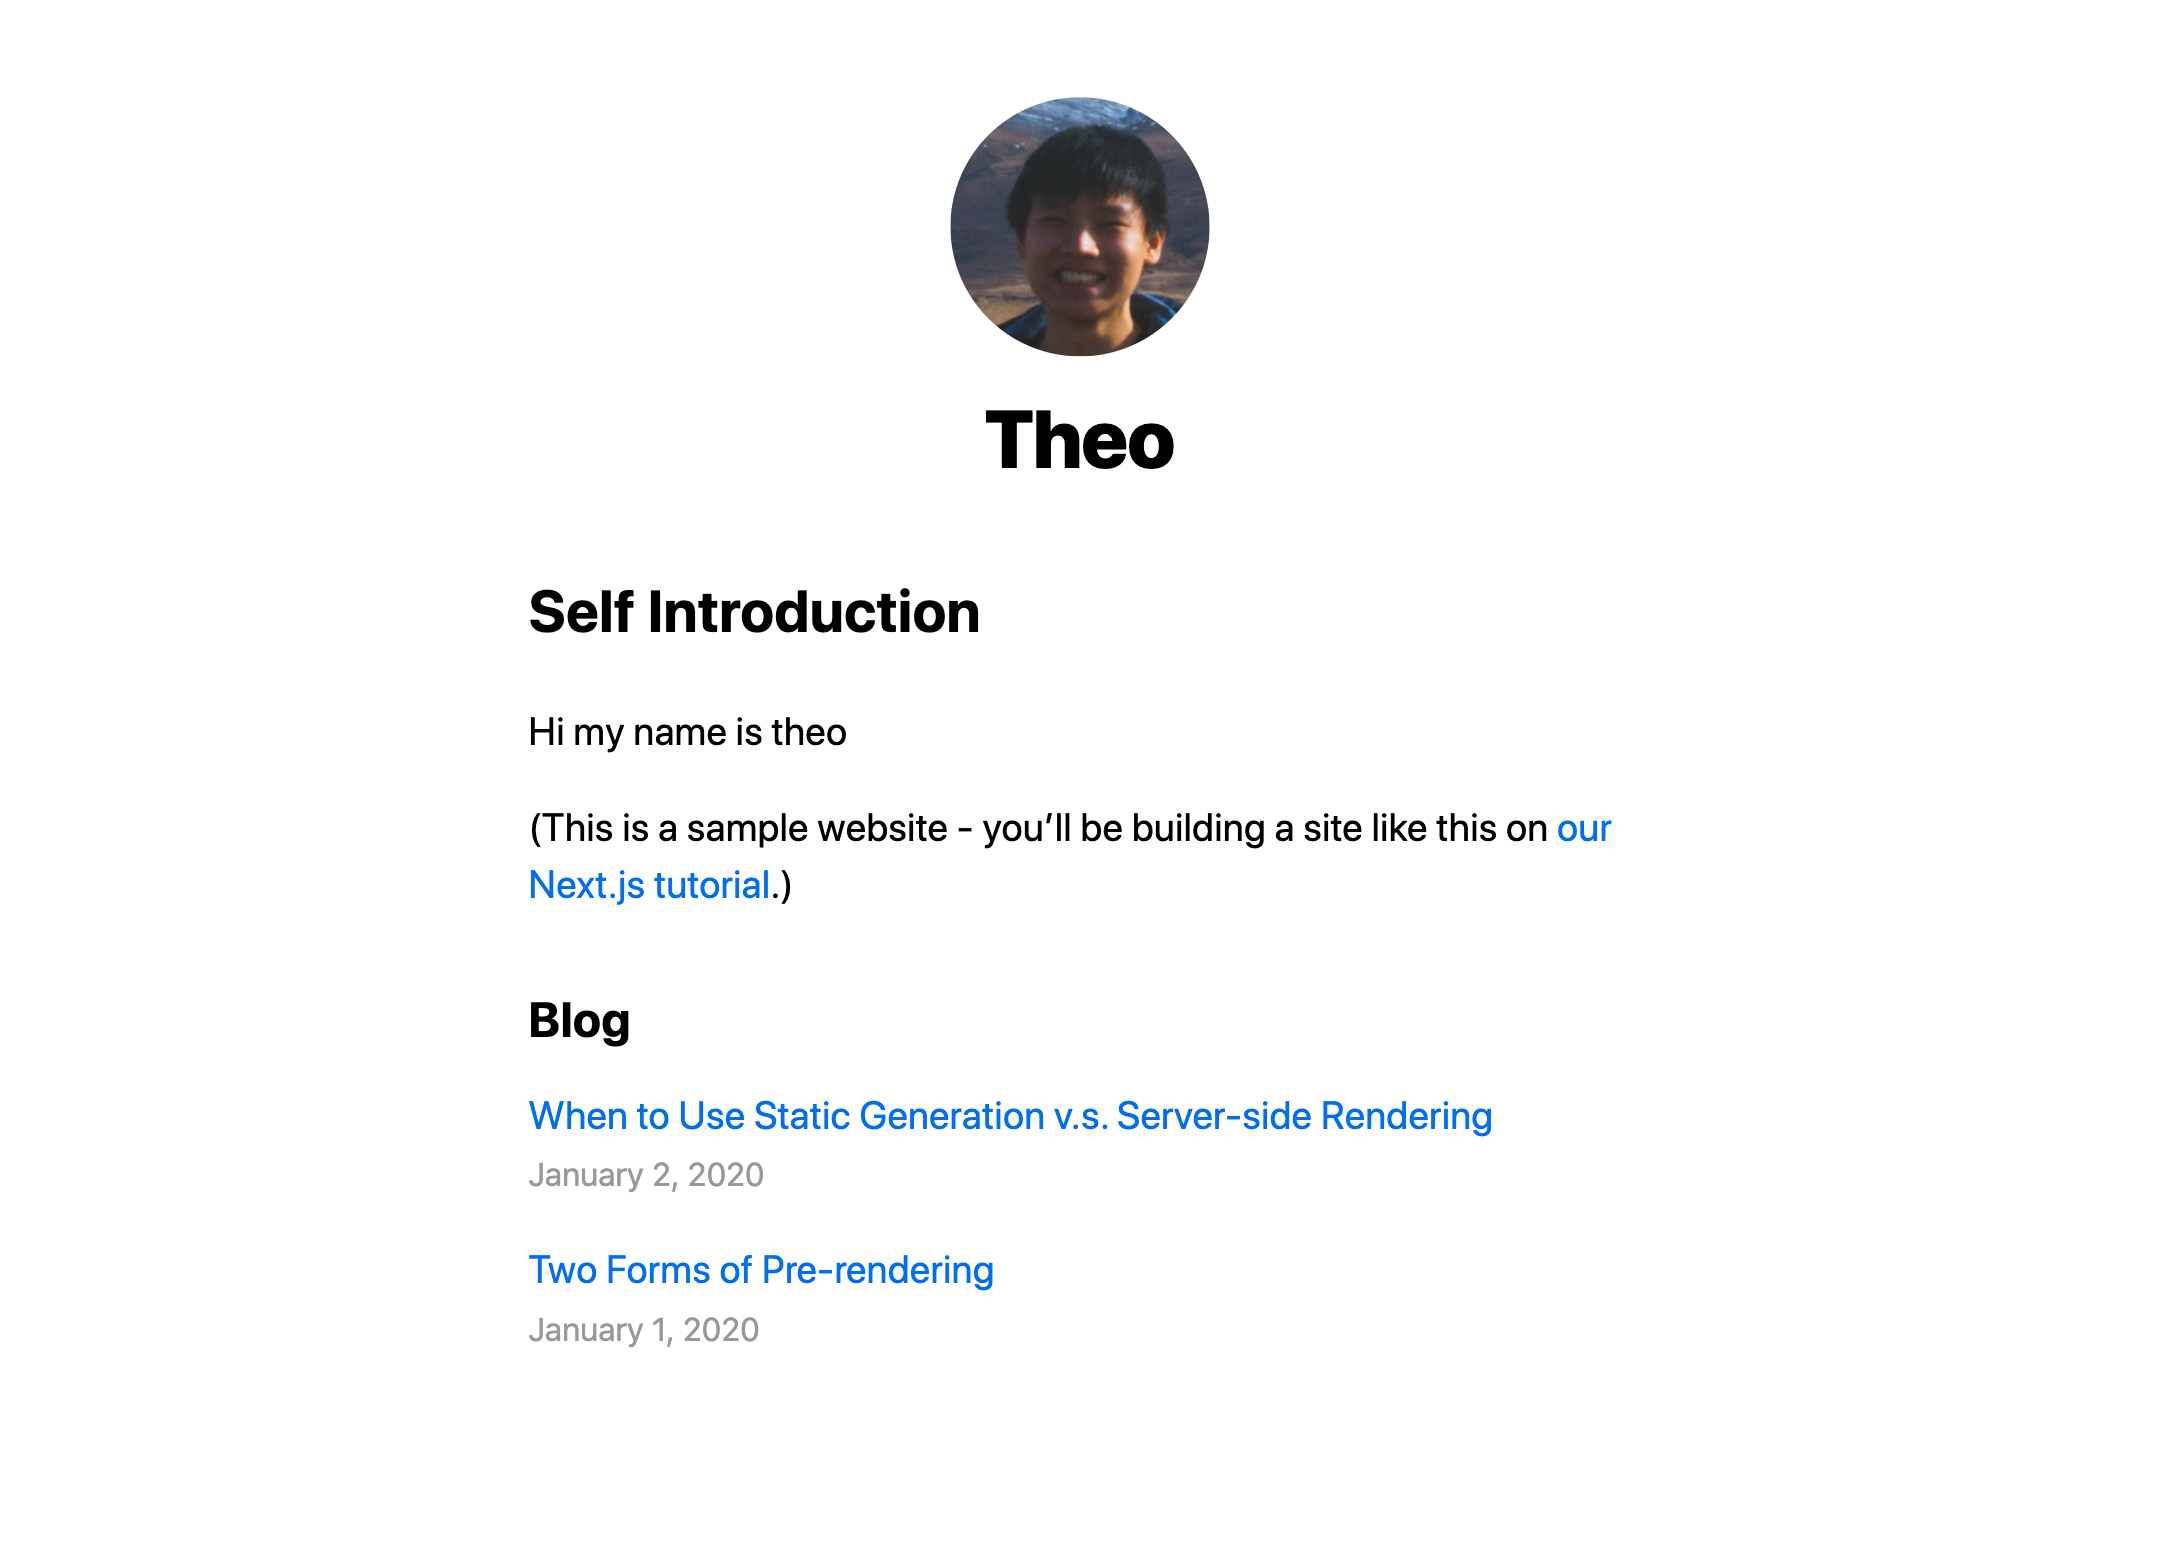 Theo
Self Introduction
Hi my name is theo
(This is a sample website - you’ll be building a site like this on our
Next.js tutorial.)
Blog
When to Use Static Generation v.s. Server-side Rendering
January 2, 2020
Two Forms of Pre-rendering
January 1, 2020